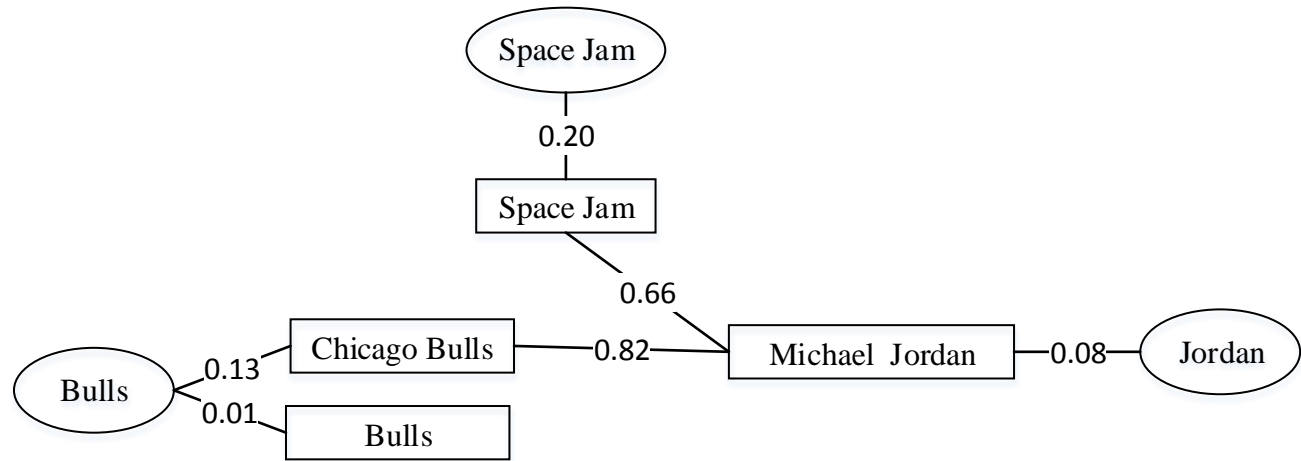 Space Jam
0.20
Space Jam
0.66
Chicago Bulls
0.82
Michael Jordan
0.08
Jordan
0.13
Bulls
0.01
Bulls